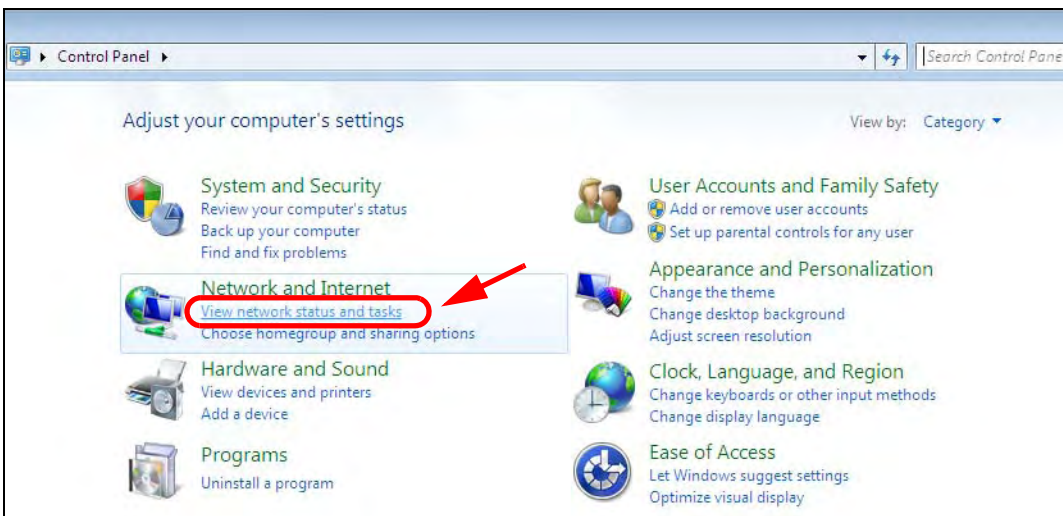 Control Panel
Search Control Pane
Adjust your computer's settings
View by: Category
System and Security
Review your computer's status
Back up your computer
Find and fix problems
Network and Internet
View network status and tasks
Choose homegroup and sharing options
Hardware and Sound
View devices and printers
Add a device
Programs
Uninstall a program
User Accounts and Family Safety
Add or remove user accounts
Set up parental controls for any user
Appearance and Personalization
Change the theme
Change desktop background
Adjust screen resolution
Clock, Language, and Region
Change keyboards or other input methods
Change display language
Ease of Access
Let Windows suggest settings
Optimize visual display